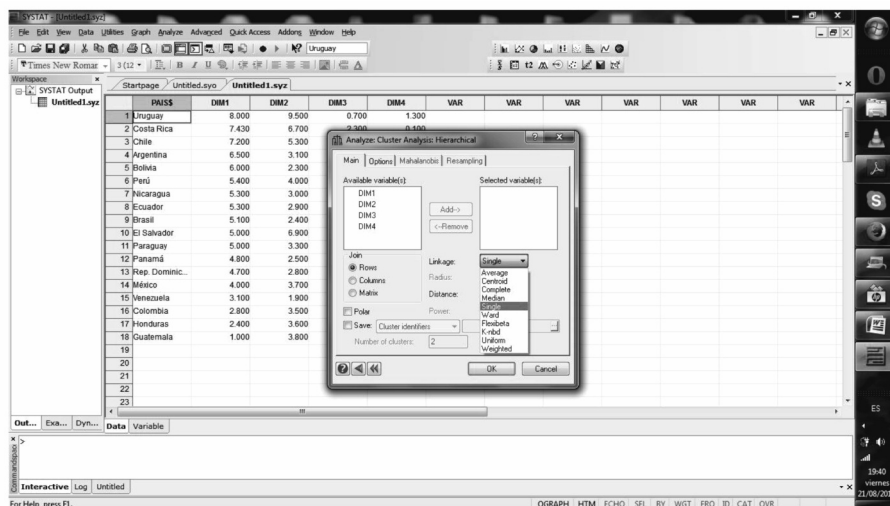 SYSTAT - [Untitled1.syz]
File Edit View Data Utilities Graph Analyze Advanced Quick Access Addons Window Help
Uruguay
Times New Romar
Workspace
SYSTAT Output
Untitled1.syz
Startpage / Untitled.syo / Untitled1.syz
PAIS$ DIM1 DIM2 DIM3 DIM4 VAR VAR VAR VAR VAR VAR VAR
1 Uruguay 8.000 9.500 0.700 1.300
2 Costa Rica 7.430 6.700 2.300 0.100
3 Chile 7.200 5.300
4 Argentina 6.500 3.100
5 Bolivia 6.000 2.300
6 Perú 5.400 4.000
7 Nicaragua 5.300 3.000
8 Ecuador 5.300 2.900
9 Brasil 5.100 2.400
10 El Salvador 5.000 6.900
11 Paraguay 5.000 3.300
12 Panamá 4.800 2.500
13 Rep. Dominic... 4.700 2.800
14 México 4.000 3.700
15 Venezuela 3.100 1.900
16 Colombia 2.800 3.500
17 Honduras 2.400 3.600
18 Guatemala 1.000 3.800
19
20
21
22
23
Analyze: Cluster Analysis: Hierarchical
Main Options Mahalanobis Resampling
Available variable(s):
DIM1
DIM2
DIM3
DIM4
Add->
<-Remove
Selected variable(s):
Join
Rows
Columns
Matrix
Linkage: Single
Radius:
Distance:
Power:
Average
Centroid
Complete
Median
Single
Ward
Flexibeta
K-nbd
Uniform
Weighted
Polar
Save: Cluster identifiers
Number of clusters: 2
OK
Cancel
Out... Exa... Dyn...
Data Variable
>
Commandspace
Interactive Log Untitled
For Help, press F1.
QGRAPH HTM ECHO SEL BY WGT FRQ ID CAT OVR
ES
19:40
viernes
21/08/20